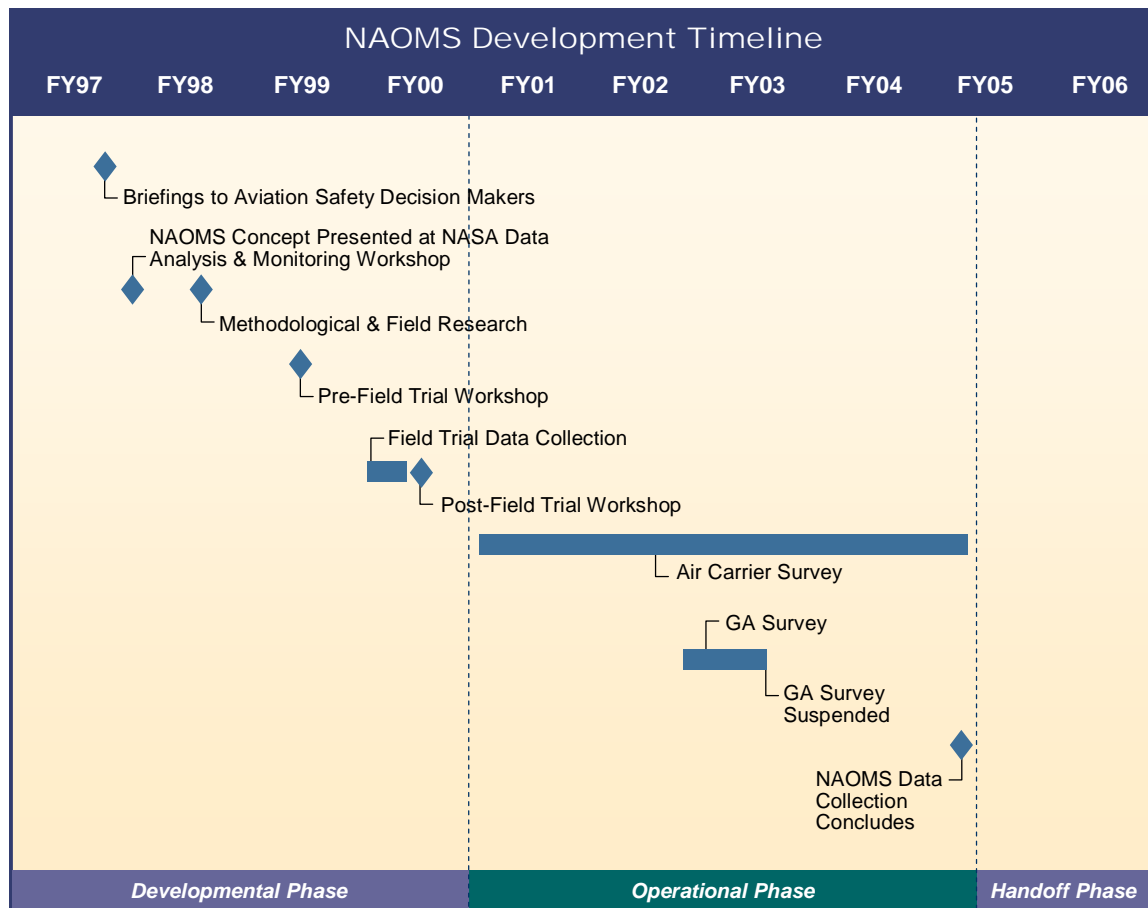 NAOMS Development Timeline
FY97 FY98 FY99 FY00 FY01 FY02 FY03 FY04 FY05 FY06
Briefings to Aviation Safety Decision Makers
NAOMS Concept Presented at NASA Data
Analysis & Monitoring Workshop
Methodological & Field Research
Pre-Field Trial Workshop
Field Trial Data Collection
Post-Field Trial Workshop
Air Carrier Survey
GA Survey
GA Survey
Suspended
NAOMS Data
Collection
Concludes
Developmental Phase Operational Phase Handoff Phase